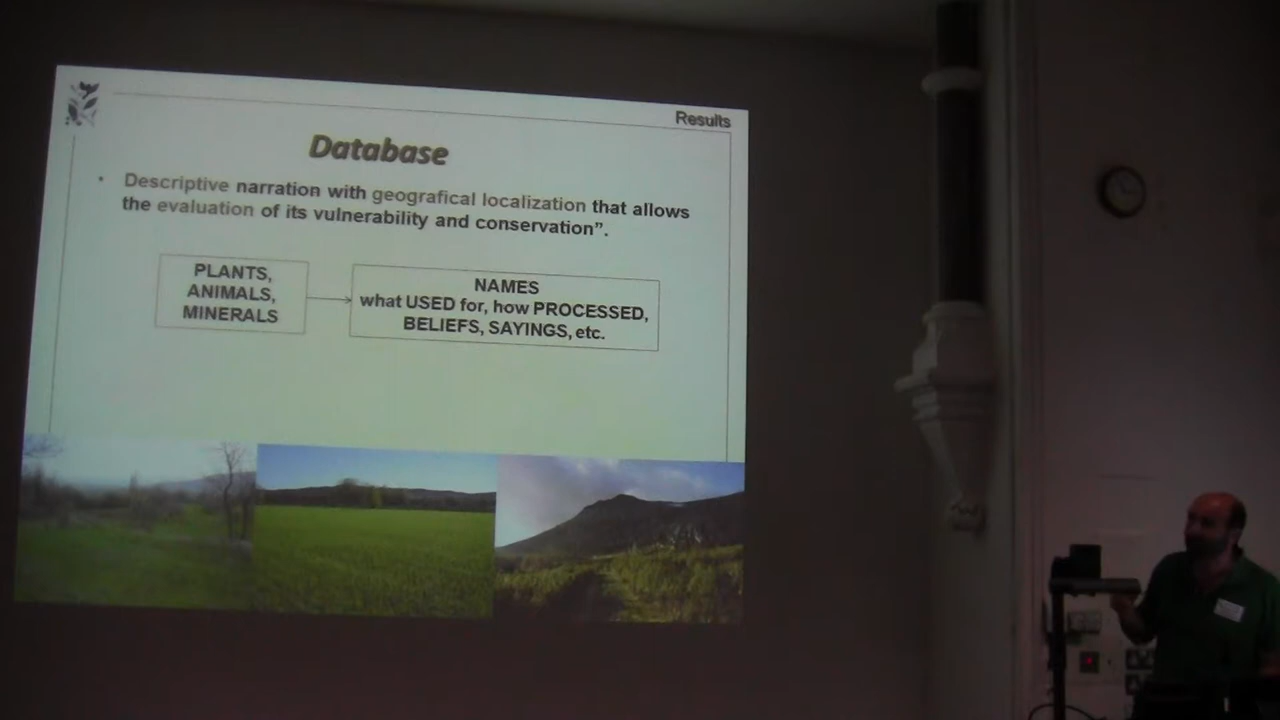 Results
Database
• Descriptive narration with geografical localization that allows
the evaluation of its vulnerability and conservation”.
PLANTS,
ANIMALS,
MINERALS
NAMES
what USED for, how PROCESSED,
BELIEFS, SAYINGS, etc.